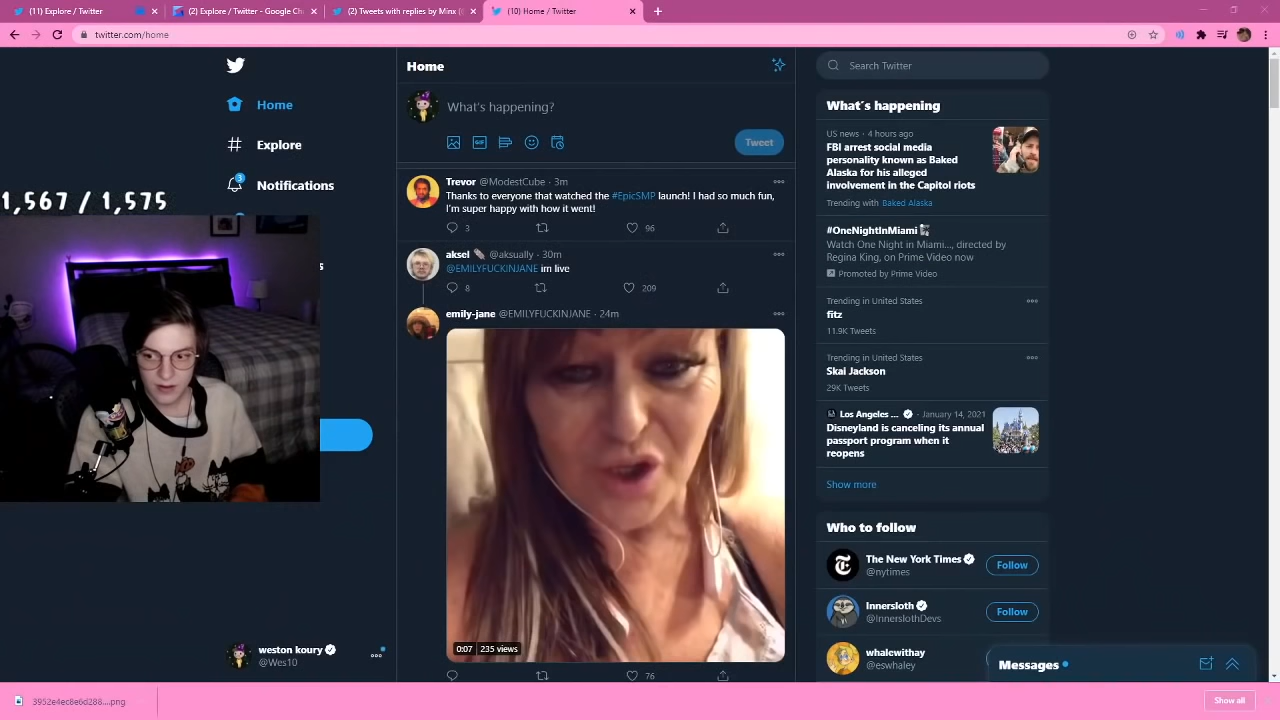 (11) Explore / Twitter
(2) Explore / Twitter - Google Ch
(2) Tweets with replies by Minx (
(10) Home / Twitter
twitter.com/home
Home
Explore
Notifications
3
1,567 / 1,575
weston koury
@Wes10
Home
What's happening?
GIF
Tweet
Trevor @ModestCube · 3m
Thanks to everyone that watched the #EpicSMP launch! I had so much fun,
I'm super happy with how it went!
3
96
aksel @aksually · 30m
@EMILYFUCKINJANE im live
8
209
emily-jane @EMILYFUCKINJANE · 24m
0:07 235 views
76
Search Twitter
What's happening
US news · 4 hours ago
FBI arrest social media
personality known as Baked
Alaska for his alleged
involvement in the Capitol riots
Trending with Baked Alaska
#OneNightInMiami
Watch One Night in Miami..., directed by
Regina King, on Prime Video now
Promoted by Prime Video
Trending in United States
fitz
11.9K Tweets
Trending in United States
Skai Jackson
29K Tweets
Los Angeles ... · January 14, 2021
Disneyland is canceling its annual
passport program when it
reopens
Show more
Who to follow
The New York Times
@nytimes
Follow
Innersloth
@InnerslothDevs
Follow
whalewithay
@eswhaley
Messages
3952e4ec8e6d288....png
Show all